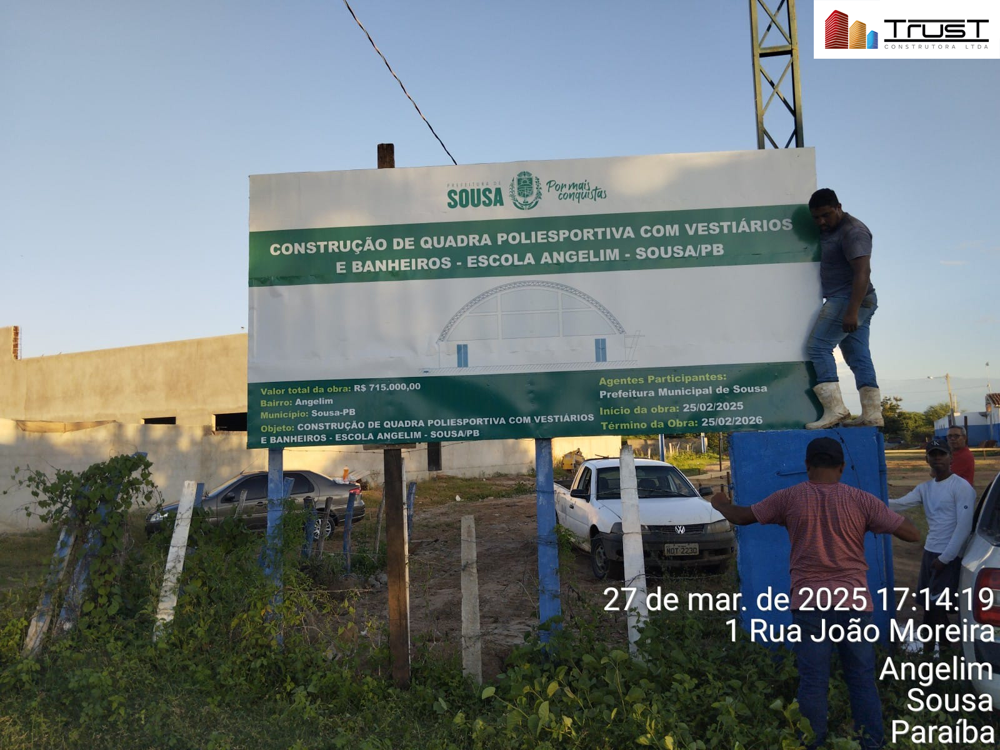 TrusT
CONSTRUTORA LTDA
PREFEITURA DE
SOUSA
Por mais
conquistas
CONSTRUÇÃO DE QUADRA POLIESPORTIVA COM VESTIÁRIOS
E BANHEIROS - ESCOLA ANGELIM - SOUSA/PB
Valor total da obra: R$ 715.000,00
Bairro: Angelim
Município: Sousa-PB
Objeto: CONSTRUÇÃO DE QUADRA POLIESPORTIVA COM VESTIÁRIOS
E BANHEIROS - ESCOLA ANGELIM - SOUSA/PB
Agentes Participantes:
Prefeitura Municipal de Sousa
Início da obra: 25/02/2025
Término da Obra: 25/02/2026
MOT-2230
27 de mar. de 2025 17:14:19
1 Rua João Moreira
Angelim
Sousa
Paraíba